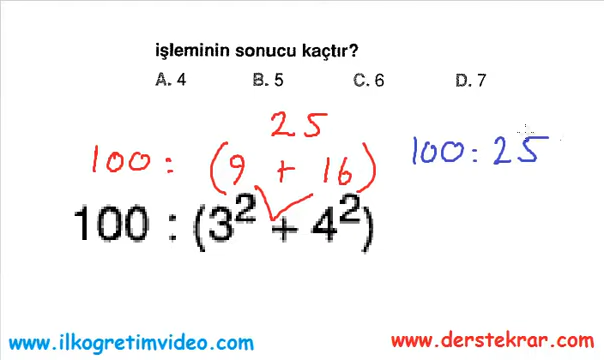 işleminin sonucu kaçtır?
A. 4 B. 5 C. 6 D. 7
25
100 : (9 + 16) 100 : 25
100 : (3² + 4²)
www.ilkogretimvideo.com www.derstekrar.com